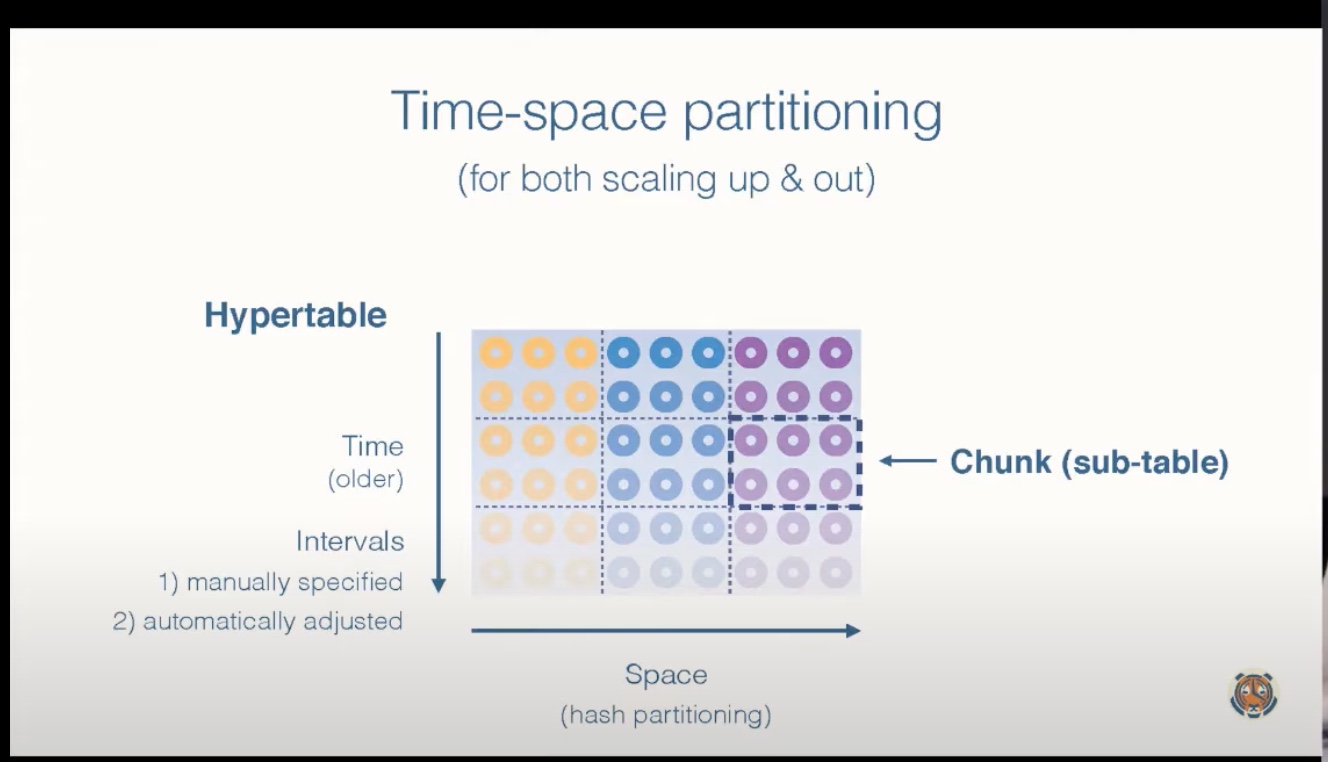 Time-space partitioning
(for both scaling up & out)
Hypertable
Time
(older)
Intervals
1) manually specified
2) automatically adjusted
Chunk (sub-table)
Space
(hash partitioning)